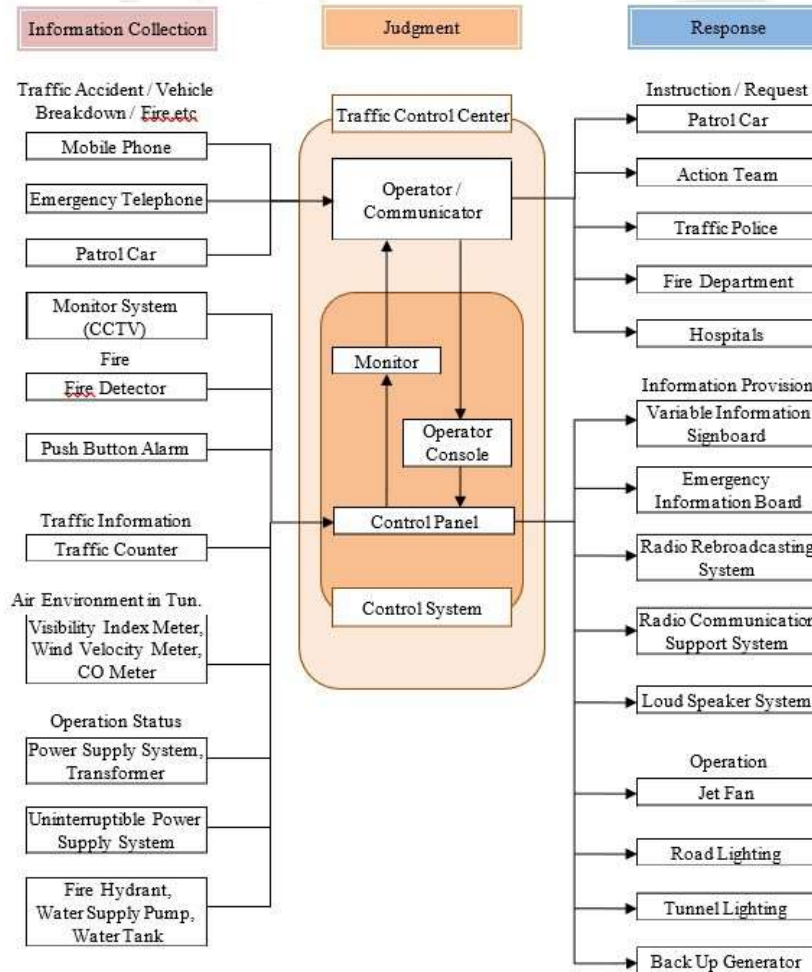 Information Collection
Judgment
Response
Traffic Accident / Vehicle
Breakdown / Fire,etc
Mobile Phone
Emergency Telephone
Patrol Car
Monitor System
(CCTV)
Fire
Fire Detector
Push Button Alarm
Traffic Information
Traffic Counter
Air Environment in Tun.
Visibility Index Meter,
Wind Velocity Meter,
CO Meter
Operation Status
Power Supply System,
Transformer
Uninterruptible Power
Supply System
Fire Hydrant,
Water Supply Pump,
Water Tank
Traffic Control Center
Operator /
Communicator
Monitor
Operator
Console
Control Panel
Control System
Instruction / Request
Patrol Car
Action Team
Traffic Police
Fire Department
Hospitals
Information Provision
Variable Information
Signboard
Emergency
Information Board
Radio Rebroadcasting
System
Radio Communication
Support System
Loud Speaker System
Operation
Jet Fan
Road Lighting
Tunnel Lighting
Back Up Generator